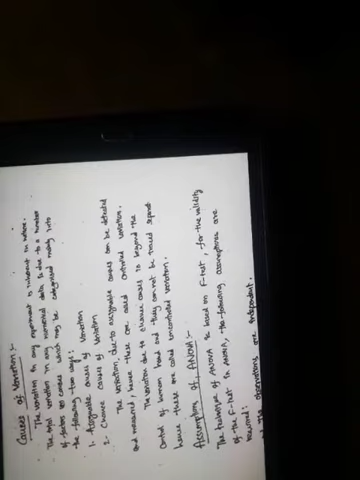 Causes of Variation :-
The variation in any experiment is inherent in nature.
The total variation in any numerical data is due to a number
of factors or causes which may be categorised mainly into
the following two ways:
1. Assignable causes of variation
2- Chance causes of variation
The variation, due to assignable causes can be detected
and measured, hence these are called controlled variation.
The variation due to chance causes is beyond the
control of human hand and they cannot be traced separat
hence these are called uncontrolled variation.
Assumptions of, ANOVA :-
The technique of ANOVA is based on F-test, for the validity
of the F-test in ANOVA, the following assumptions are
required :
The observations are independent.